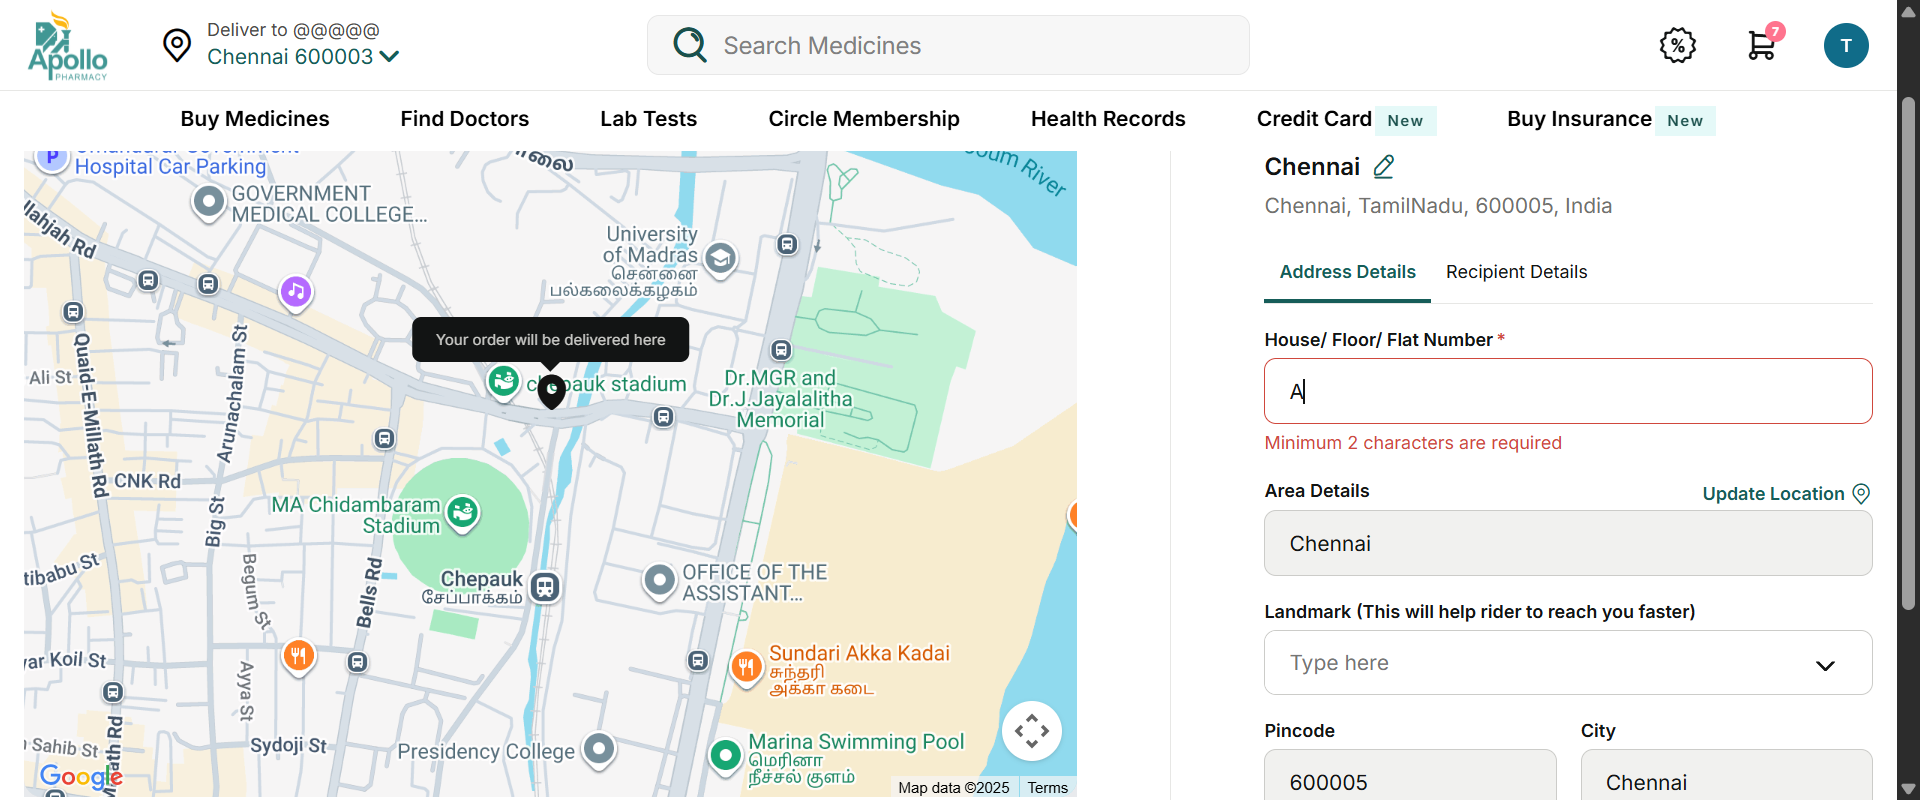 Apollo
PHARMACY
Deliver to @@@@@
Chennai 600003
Search Medicines
%
7
T
Buy Medicines
Find Doctors
Lab Tests
Circle Membership
Health Records
Credit Card New
Buy Insurance New
P
Hospital Car Parking
GOVERNMENT
MEDICAL COLLEGE...
University
of Madras
சென்னை
பல்கலைக்கழகம்
Your order will be delivered here
chepauk stadium
Dr.MGR and
Dr.J.Jayalalitha
Memorial
Quaid-E-Millath Rd
Ali St
Arunachalam St
CNK Rd
Big St
MA Chidambaram
Stadium
Begum St
Bells Rd
Chepauk
சேப்பாக்கம்
OFFICE OF THE
ASSISTANT...
tibabu St
ar Koil St
Ayya St
Sundari Akka Kadai
சுந்தரி
அக்கா கடை
Sahib St
ath Rd
Sydoji St
Presidency College
Marina Swimming Pool
மெரினா
நீச்சல் குளம்
Google
Map data ©2025
Terms
Chennai
Chennai, TamilNadu, 600005, India
Address Details
Recipient Details
House/ Floor/ Flat Number *
A
Minimum 2 characters are required
Area Details
Update Location
Chennai
Landmark (This will help rider to reach you faster)
Type here
Pincode
City
600005
Chennai